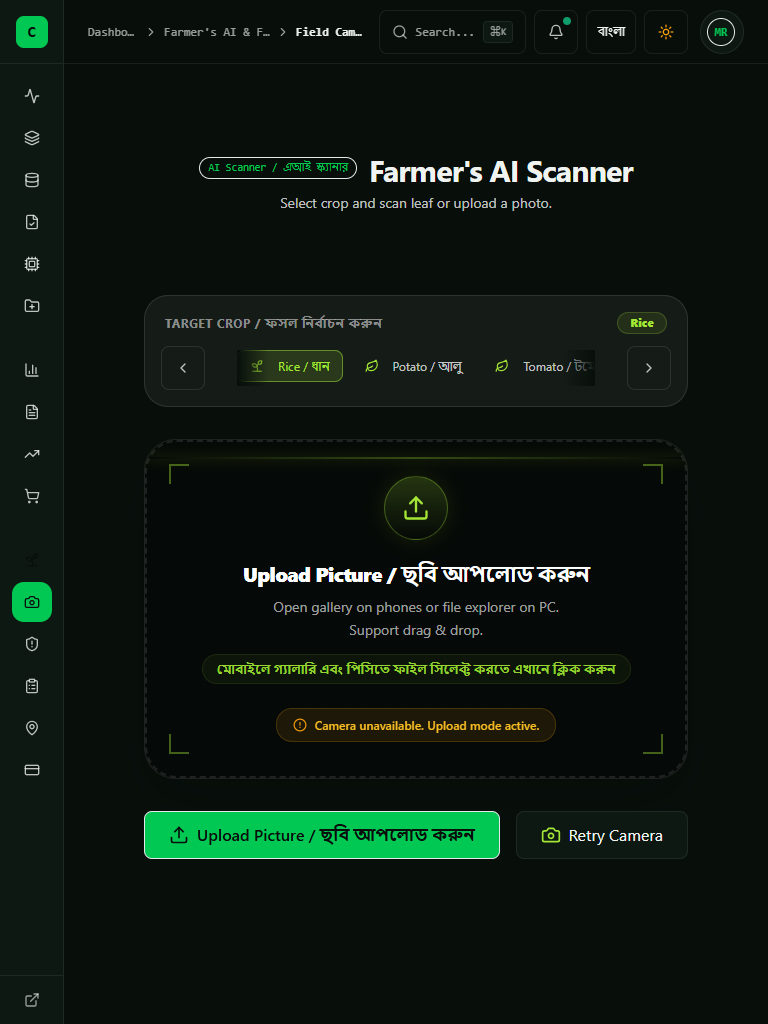 C
Dashbo… > Farmer's AI & F… > Field Cam…
Search... ⌘K
বাংলা
MR
AI Scanner / এআই স্ক্যানার
Farmer's AI Scanner
Select crop and scan leaf or upload a photo.
TARGET CROP / ফসল নির্বাচন করুন
Rice
Rice / ধান
Potato / আলু
Tomato /
Upload Picture / ছবি আপলোড করুন
Open gallery on phones or file explorer on PC.
Support drag & drop.
মোবাইলে গ্যালারি এবং পিসিতে ফাইল সিলেক্ট করতে এখানে ক্লিক করুন
Camera unavailable. Upload mode active.
Upload Picture / ছবি আপলোড করুন
Retry Camera